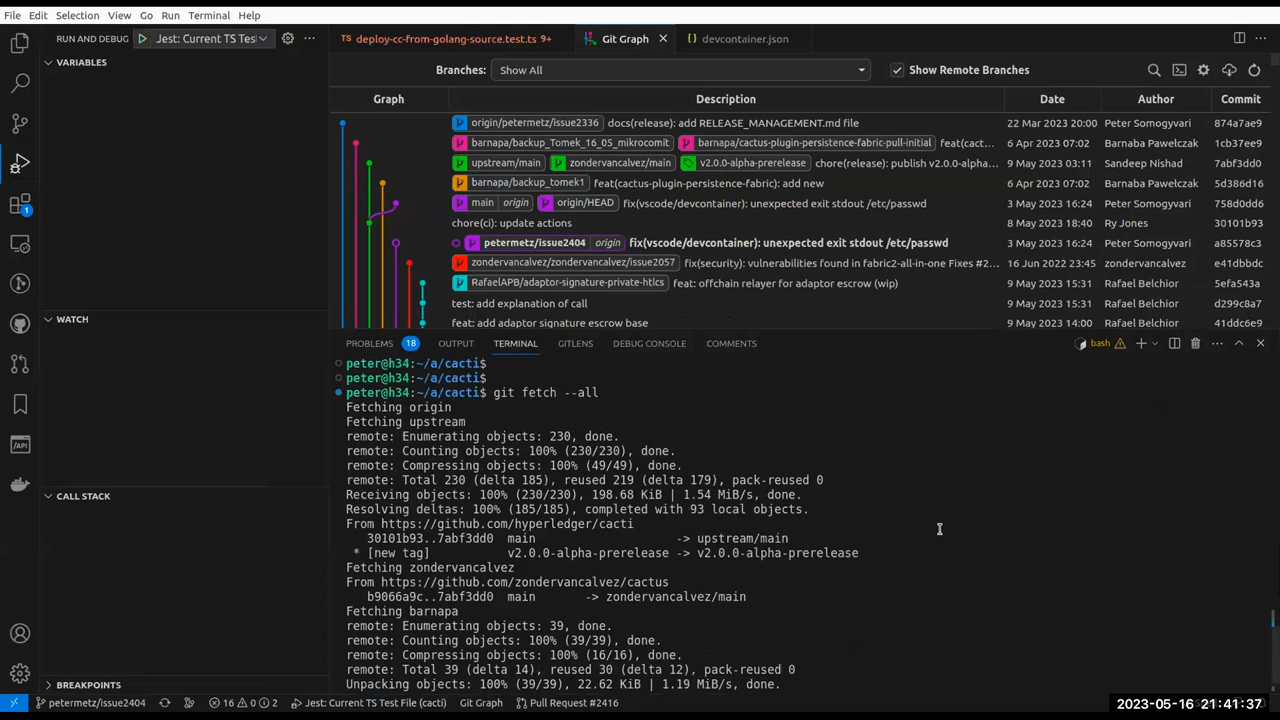 File Edit Selection View Go Run Terminal Help
RUN AND DEBUG Jest: Current TS Test
deploy-cc-from-golang-source.test.ts 9+ Git Graph devcontainer.json
VARIABLES
WATCH
CALL STACK
BREAKPOINTS
1
Branches: Show All Show Remote Branches
Graph Description Date Author Commit
origin/petermetz/issue2336 docs(release): add RELEASE_MANAGEMENT.md file 22 Mar 2023 20:00 Peter Somogyvari 874a7ae9
barnapa/backup_Tomek_16_05_mikrocomit barnapa/cactus-plugin-persistence-fabric-pull-initial feat(cact… 6 Apr 2023 07:02 Barnaba Pawełczak 1cb37ee9
upstream/main zondervancalvez/main v2.0.0-alpha-prerelease chore(release): publish v2.0.0-alpha… 9 May 2023 03:11 Sandeep Nishad 7abf3dd0
barnapa/backup_tomek1 feat(cactus-plugin-persistence-fabric): add new 6 Apr 2023 07:02 Barnaba Pawełczak 5d386d16
main origin origin/HEAD fix(vscode/devcontainer): unexpected exit stdout /etc/passwd 3 May 2023 16:24 Peter Somogyvari 758d0dd6
chore(ci): update actions 8 May 2023 18:40 Ry Jones 30101b93
petermetz/issue2404 origin fix(vscode/devcontainer): unexpected exit stdout /etc/passwd 3 May 2023 16:24 Peter Somogyvari a85578c3
zondervancalvez/zondervancalvez/issue2057 fix(security): vulnerabilities found in fabric2-all-in-one Fixes #2… 16 Jun 2022 23:45 zondervancalvez e41dbbdc
RafaelAPB/adaptor-signature-private-htlcs feat: offchain relayer for adaptor escrow (wip) 9 May 2023 15:31 Rafael Belchior 5efa543a
test: add explanation of call 9 May 2023 15:31 Rafael Belchior d299c8a7
feat: add adaptor signature escrow base 9 May 2023 14:00 Rafael Belchior 41ddc6e9
PROBLEMS 18 OUTPUT TERMINAL GITLENS DEBUG CONSOLE COMMENTS bash
peter@h34:~/a/cacti$
peter@h34:~/a/cacti$
peter@h34:~/a/cacti$ git fetch --all
Fetching origin
Fetching upstream
remote: Enumerating objects: 230, done.
remote: Counting objects: 100% (230/230), done.
remote: Compressing objects: 100% (49/49), done.
remote: Total 230 (delta 185), reused 219 (delta 179), pack-reused 0
Receiving objects: 100% (230/230), 198.68 KiB | 1.54 MiB/s, done.
Resolving deltas: 100% (185/185), completed with 93 local objects.
From https://github.com/hyperledger/cacti
30101b93..7abf3dd0 main -> upstream/main
* [new tag] v2.0.0-alpha-prerelease -> v2.0.0-alpha-prerelease
Fetching zondervancalvez
From https://github.com/zondervancalvez/cactus
b9066a9c..7abf3dd0 main -> zondervancalvez/main
Fetching barnapa
remote: Enumerating objects: 39, done.
remote: Counting objects: 100% (39/39), done.
remote: Compressing objects: 100% (16/16), done.
remote: Total 39 (delta 14), reused 30 (delta 12), pack-reused 0
Unpacking objects: 100% (39/39), 22.62 KiB | 1.19 MiB/s, done.
petermetz/issue2404 16 0 2 Jest: Current TS Test File (cacti) Git Graph Pull Request #2416 2023-05-16 21:41:37